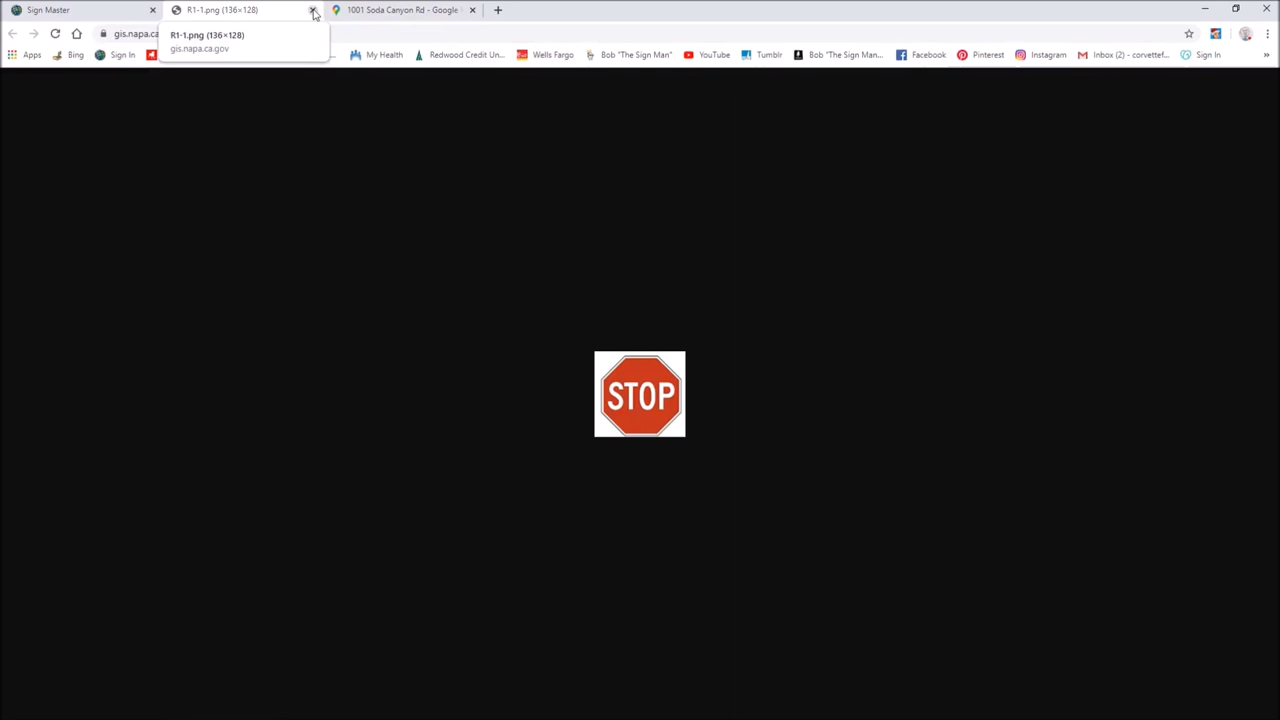 Sign Master
R1-1.png (136×128)
1001 Soda Canyon Rd - Google
gis.napa.ca
R1-1.png (136×128)
gis.napa.ca.gov
Apps
Bing
Sign In
My Health
Redwood Credit Un...
Wells Fargo
Bob "The Sign Man"
YouTube
Tumblr
Bob "The Sign Man...
Facebook
Pinterest
Instagram
Inbox (2) - corvettef...
Sign In
STOP